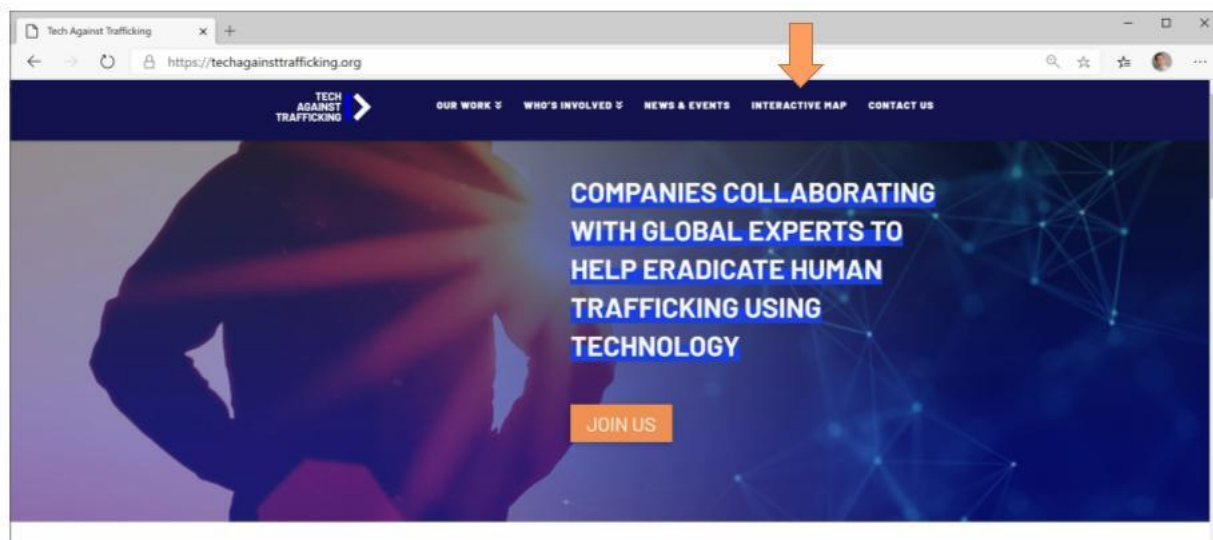 Tech Against Trafficking
https://techagainsttrafficking.org
TECH
AGAINST
TRAFFICKING
OUR WORK WHO'S INVOLVED NEWS & EVENTS INTERACTIVE MAP CONTACT US
COMPANIES COLLABORATING
WITH GLOBAL EXPERTS TO
HELP ERADICATE HUMAN
TRAFFICKING USING
TECHNOLOGY
JOIN US